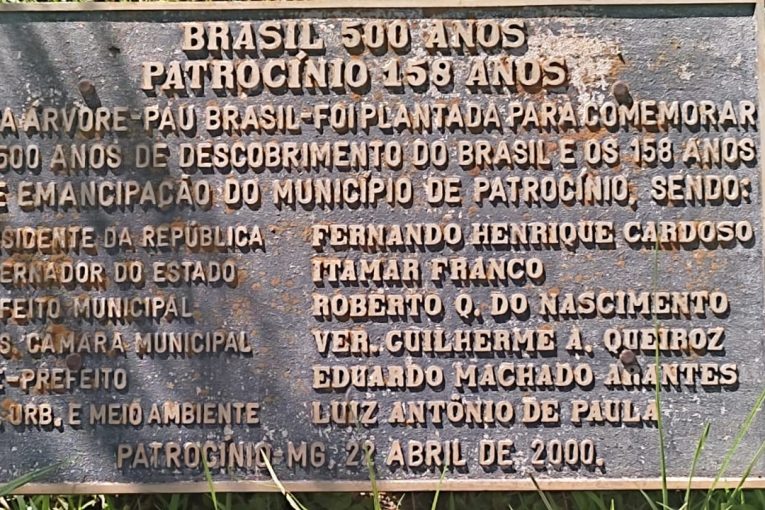 BRASIL 500 ANOS
PATROCÍNIO 158 ANOS
A ÁRVORE-PAU BRASIL-FOI PLANTADA PARA COMEMORAR
500 ANOS DE DESCOBRIMENTO DO BRASIL E OS 158 ANOS
E EMANCIPAÇÃO DO MUNICÍPIO DE PATROCÍNIO, SENDO:
SIDENTE DA REPÚBLICA FERNANDO HENRIQUE CARDOSO
ERNADOR DO ESTADO ITAMAR FRANCO
EFEITO MUNICIPAL ROBERTO Q. DO NASCIMENTO
S. CÂMARA MUNICIPAL VER. GUILHERME A. QUEIROZ
E-PREFEITO EDUARDO MACHADO ARANTES
URB. E MEIO AMBIENTE LUIZ ANTÔNIO DE PAULA
PATROCÍNIO-MG, ABRIL DE 2000.